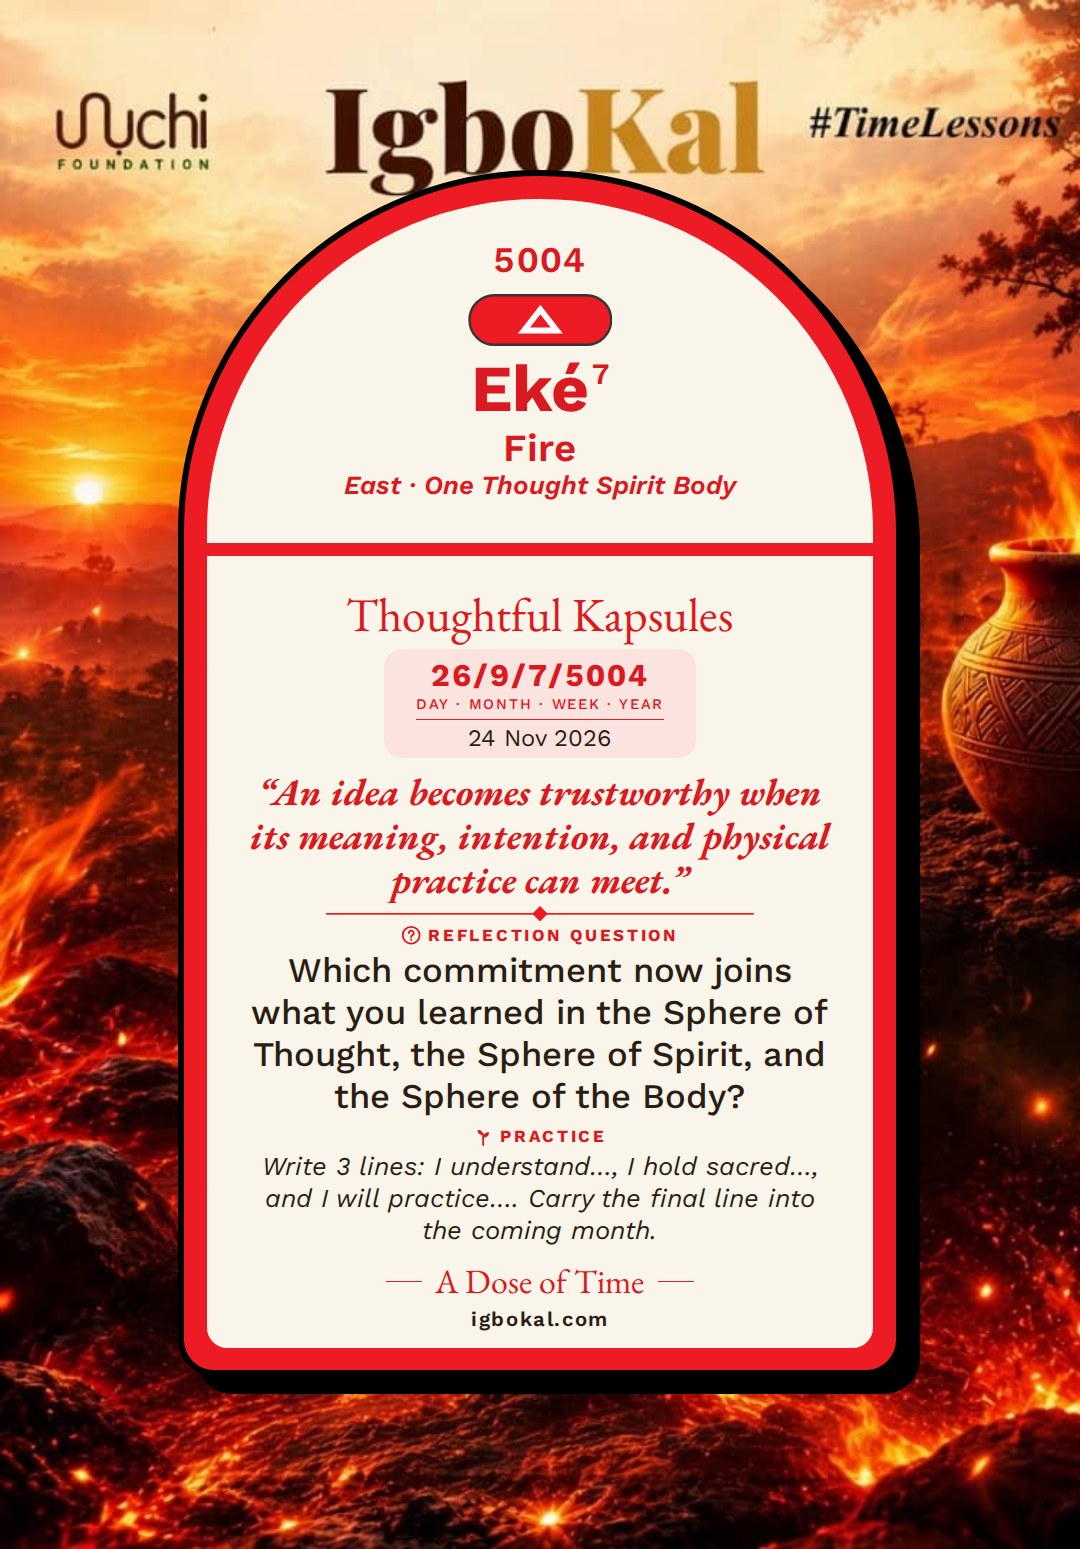 Uchi
FOUNDATION
IgboKal
#TimeLessons
5004
Eké⁷
Fire
East · One Thought Spirit Body
Thoughtful Kapsules
26/9/7/5004
DAY · MONTH · WEEK · YEAR
24 Nov 2026
“An idea becomes trustworthy when
its meaning, intention, and physical
practice can meet.”
REFLECTION QUESTION
Which commitment now joins
what you learned in the Sphere of
Thought, the Sphere of Spirit, and
the Sphere of the Body?
PRACTICE
Write 3 lines: I understand..., I hold sacred...,
and I will practice.... Carry the final line into
the coming month.
A Dose of Time
igbokal.com